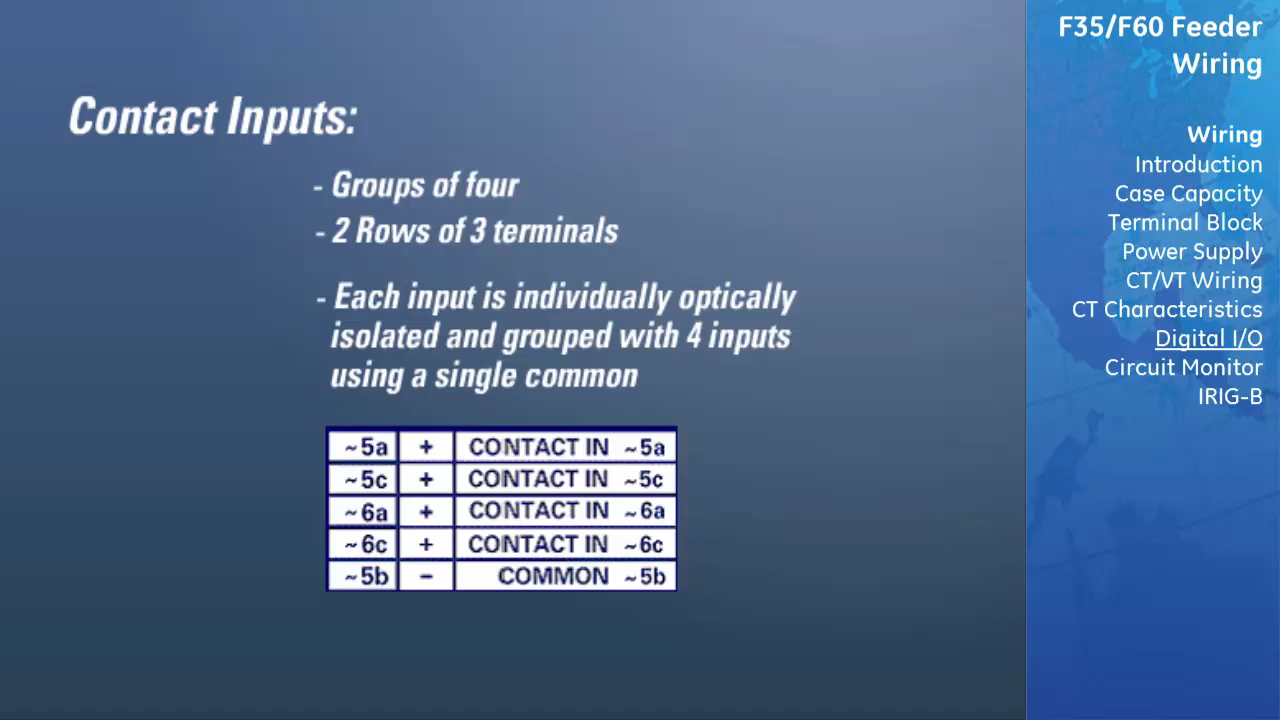 Contact Inputs:
- Groups of four
- 2 Rows of 3 terminals
- Each input is individually optically
isolated and grouped with 4 inputs
using a single common
~5a + CONTACT IN ~5a
~5c + CONTACT IN ~5c
~6a + CONTACT IN ~6a
~6c + CONTACT IN ~6c
~5b - COMMON ~5b
F35/F60 Feeder
Wiring
Wiring
Introduction
Case Capacity
Terminal Block
Power Supply
CT/VT Wiring
CT Characteristics
Digital I/O
Circuit Monitor
IRIG-B